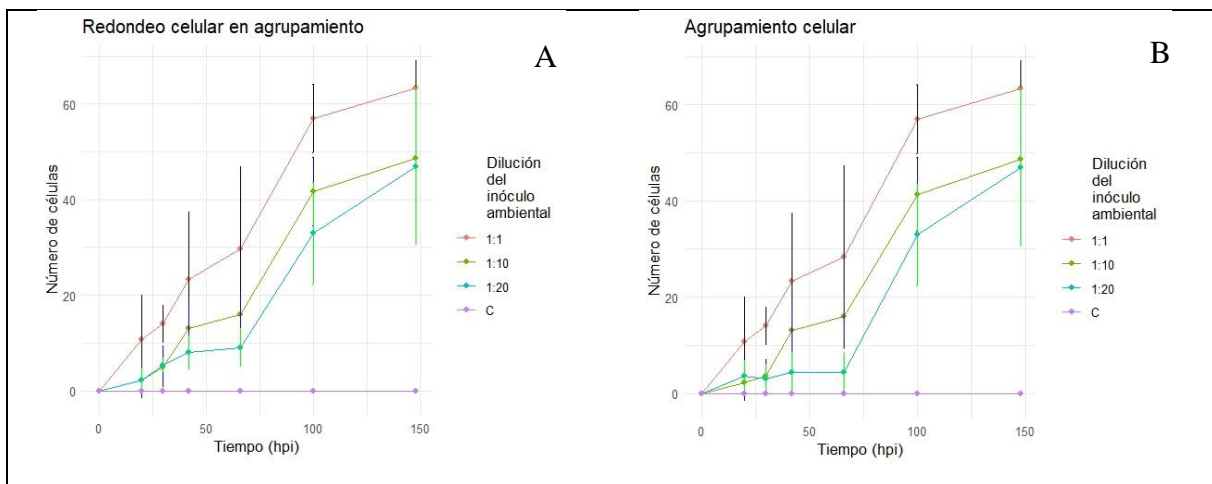 Redondeo celular en agrupamiento
A
Número de células
60
40
20
0
0
50
100
150
Tiempo (hpi)
Dilución
del
inóculo
ambiental
1:1
1:10
1:20
C
Agrupamiento celular
B
Número de células
60
40
20
0
0
50
100
150
Tiempo (hpi)
Dilución
del
inóculo
ambiental
1:1
1:10
1:20
C